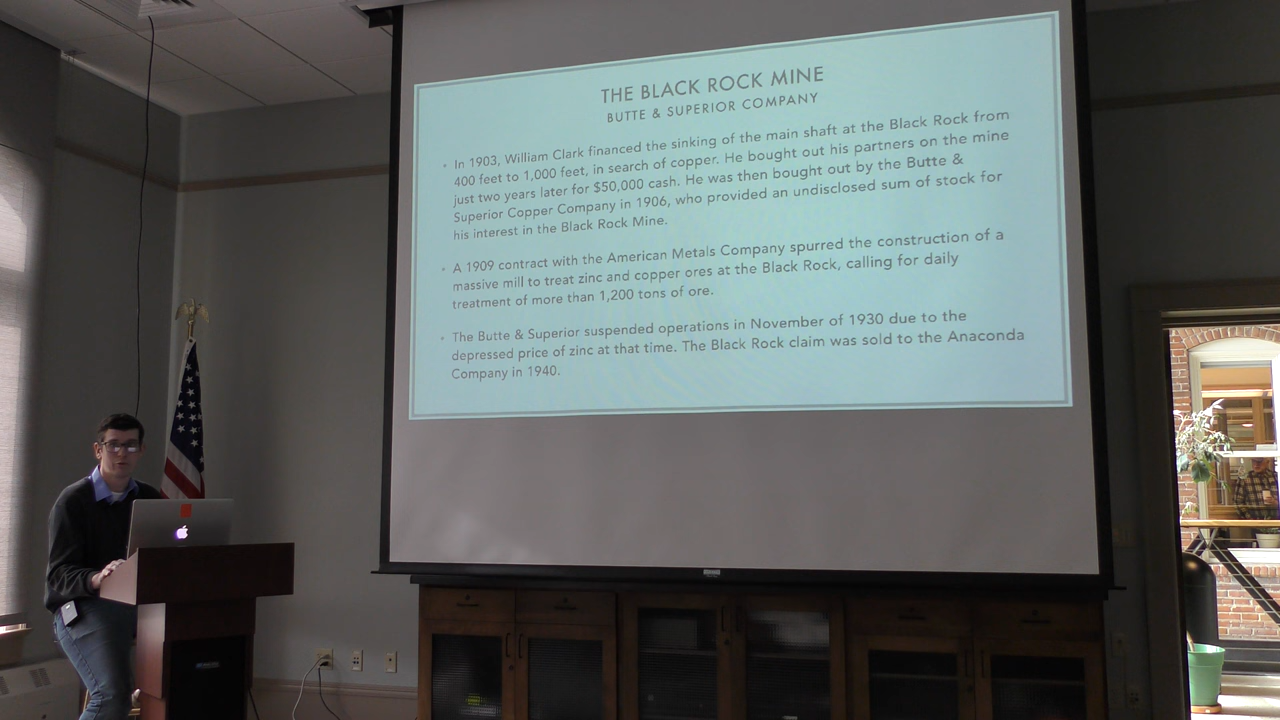 THE BLACK ROCK MINE
BUTTE & SUPERIOR COMPANY
• In 1903, William Clark financed the sinking of the main shaft at the Black Rock from
400 feet to 1,000 feet, in search of copper. He bought out his partners on the mine
just two years later for $50,000 cash. He was then bought out by the Butte &
Superior Copper Company in 1906, who provided an undisclosed sum of stock for
his interest in the Black Rock Mine.
• A 1909 contract with the American Metals Company spurred the construction of a
massive mill to treat zinc and copper ores at the Black Rock, calling for daily
treatment of more than 1,200 tons of ore.
• The Butte & Superior suspended operations in November of 1930 due to the
depressed price of zinc at that time. The Black Rock claim was sold to the Anaconda
Company in 1940.